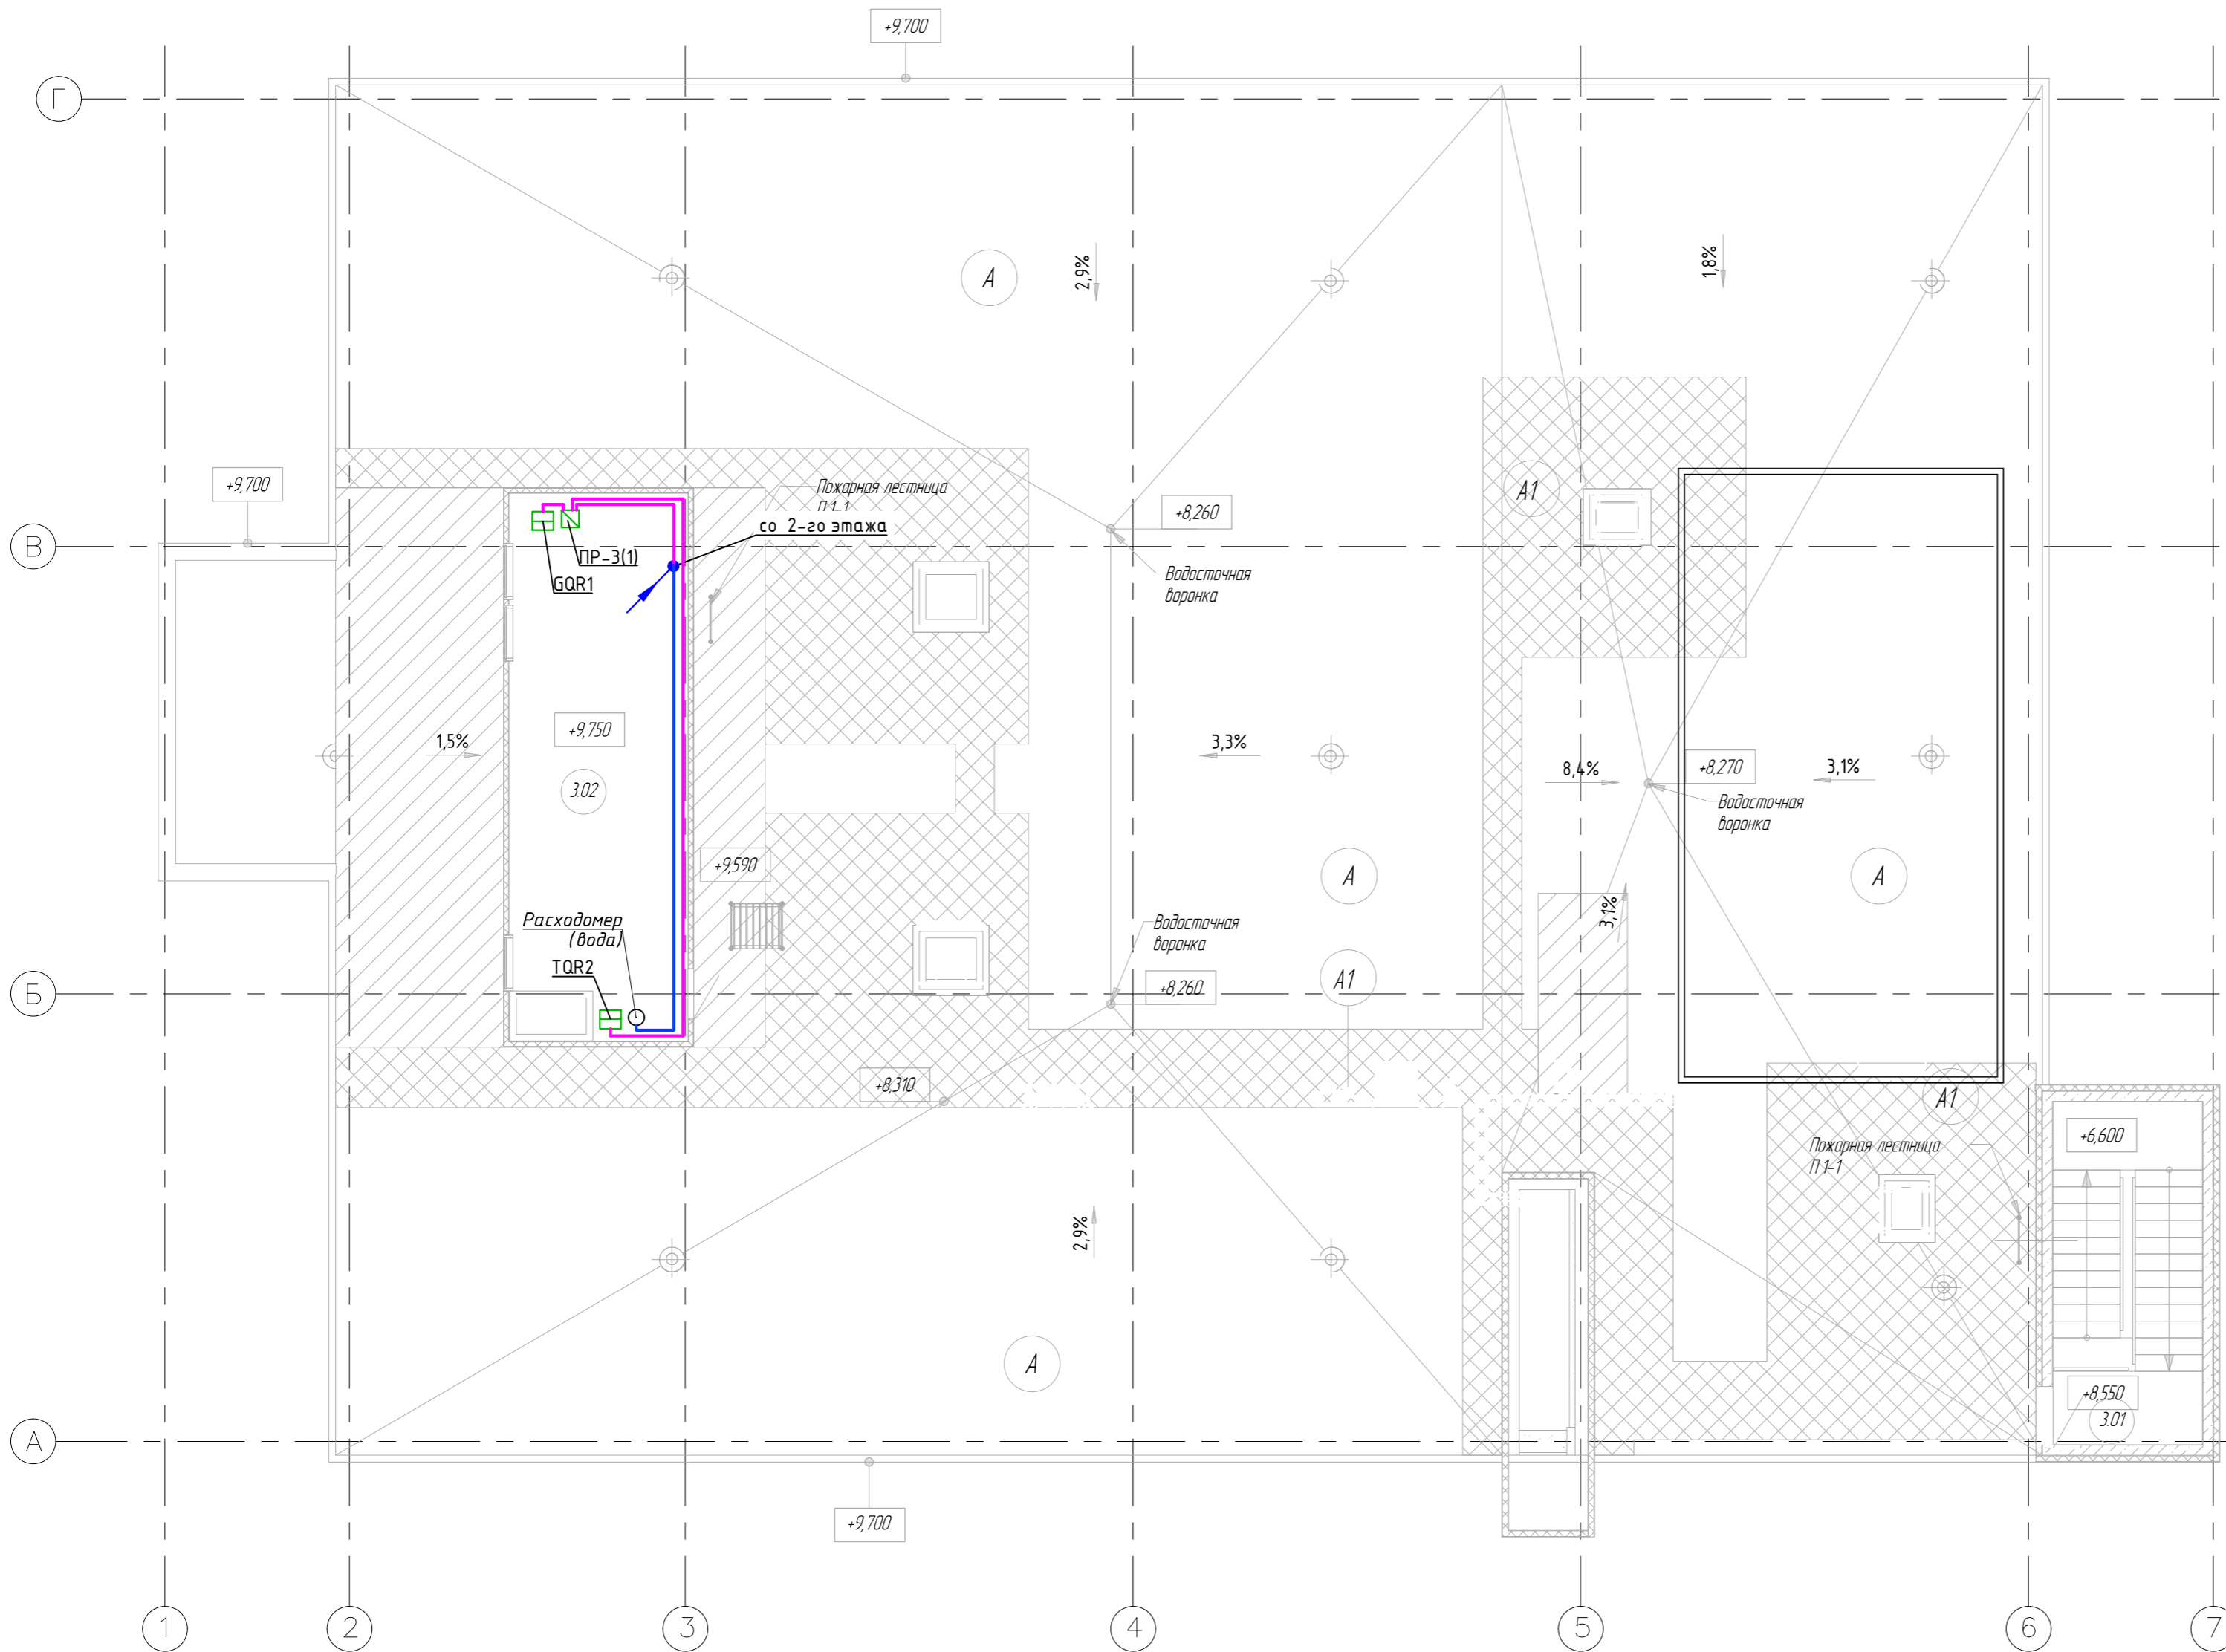 +9,700
Г
2,9%
А
1,8%
+9,700
Пожарная лестница
П 1-1
со 2-го этажа
А1
+8,260
В
ПР-3(1)
GQR1
Водосточная
воронка
+9,750
1,5%
3,3%
8,4%
+8,270
3,1%
3.02
Водосточная
воронка
+9,590
А
А
3,1%
Расходомер
(вода)
Водосточная
воронка
TQR2
А1
+8,260
Б
+8,310
А1
+6,600
Пожарная лестница
П 1-1
2,9%
А
+8,550
3.01
А
+9,700
1
2
3
4
5
6
7